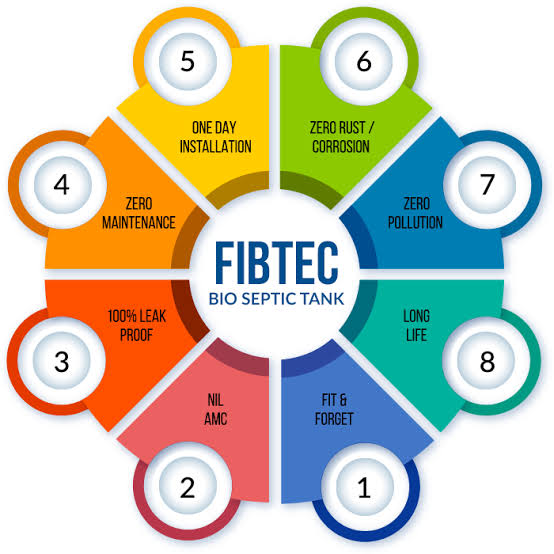 FIBTEC
BIO SEPTIC TANK
1
FIT &
FORGET
2
NIL
AMC
3
100% LEAK
PROOF
4
ZERO
MAINTENANCE
5
ONE DAY
INSTALLATION
6
ZERO RUST /
CORROSION
7
ZERO
POLLUTION
8
LONG
LIFE